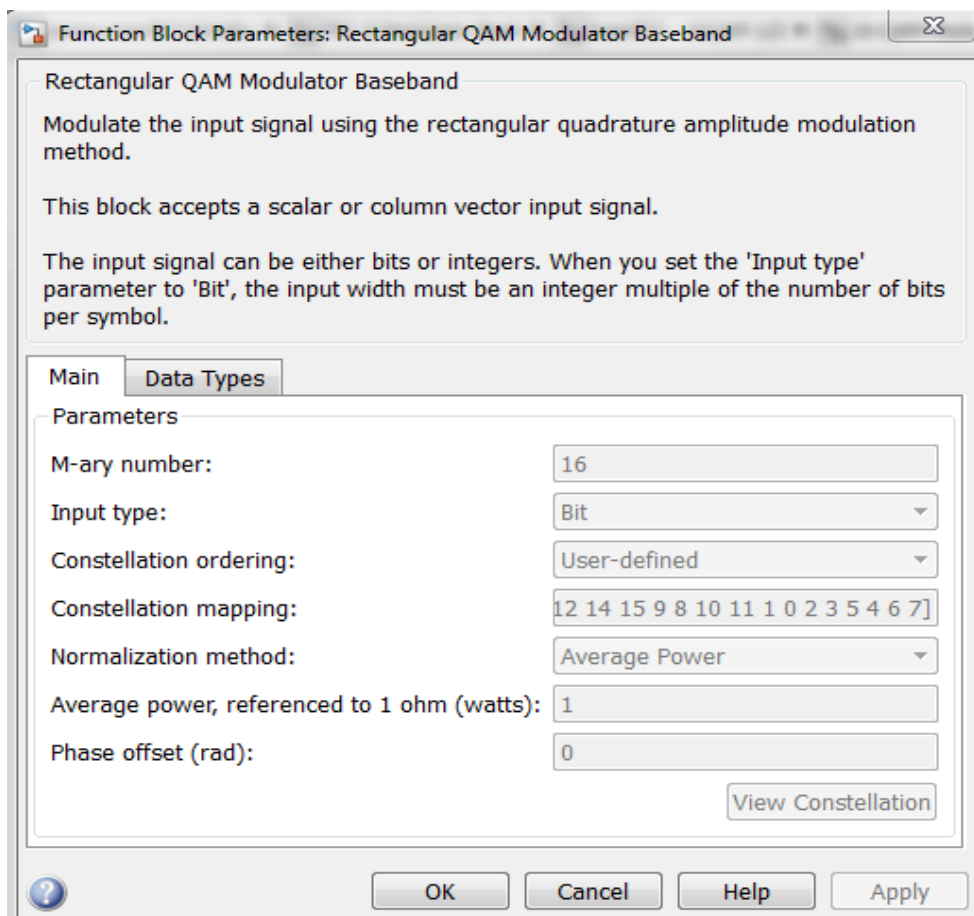 Function Block Parameters: Rectangular QAM Modulator Baseband
Rectangular QAM Modulator Baseband
Modulate the input signal using the rectangular quadrature amplitude modulation
method.
This block accepts a scalar or column vector input signal.
The input signal can be either bits or integers. When you set the 'Input type'
parameter to 'Bit', the input width must be an integer multiple of the number of bits
per symbol.
Main Data Types
Parameters
M-ary number: 16
Input type: Bit
Constellation ordering: User-defined
Constellation mapping: 12 14 15 9 8 10 11 1 0 2 3 5 4 6 7]
Normalization method: Average Power
Average power, referenced to 1 ohm (watts): 1
Phase offset (rad): 0
View Constellation
OK Cancel Help Apply